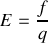 E = f/q